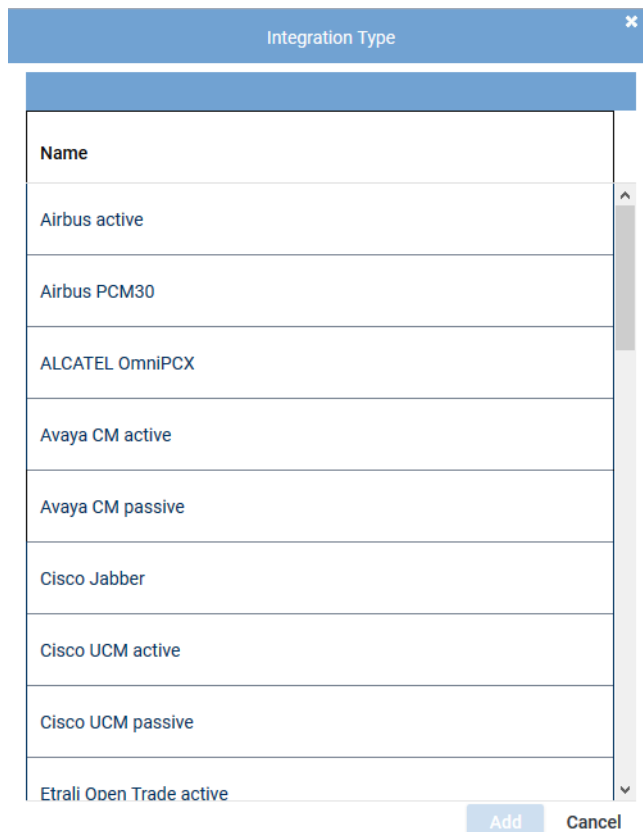 Integration Type
Name
Airbus active
Airbus PCM30
ALCATEL OmniPCX
Avaya CM active
Avaya CM passive
Cisco Jabber
Cisco UCM active
Cisco UCM passive
Etrali Open Trade active
Add Cancel